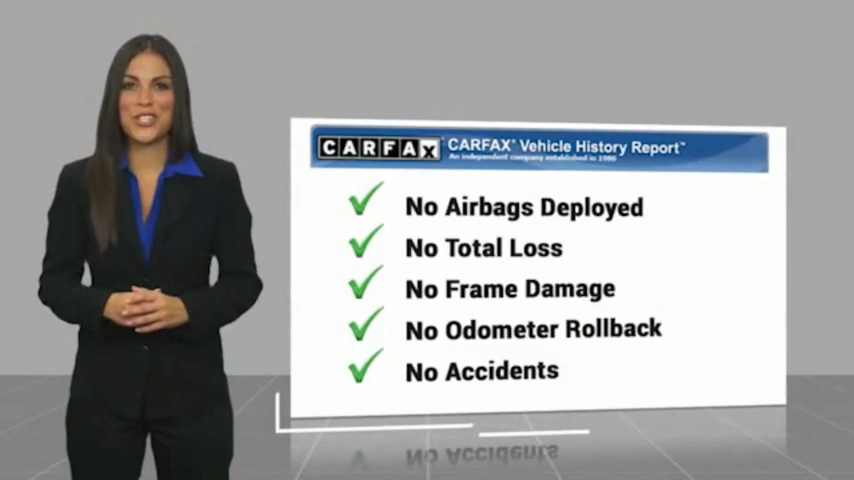 CARFAX
CARFAX® Vehicle History Report™
An independent company established in 1986
No Airbags Deployed
No Total Loss
No Frame Damage
No Odometer Rollback
No Accidents
No Accidents